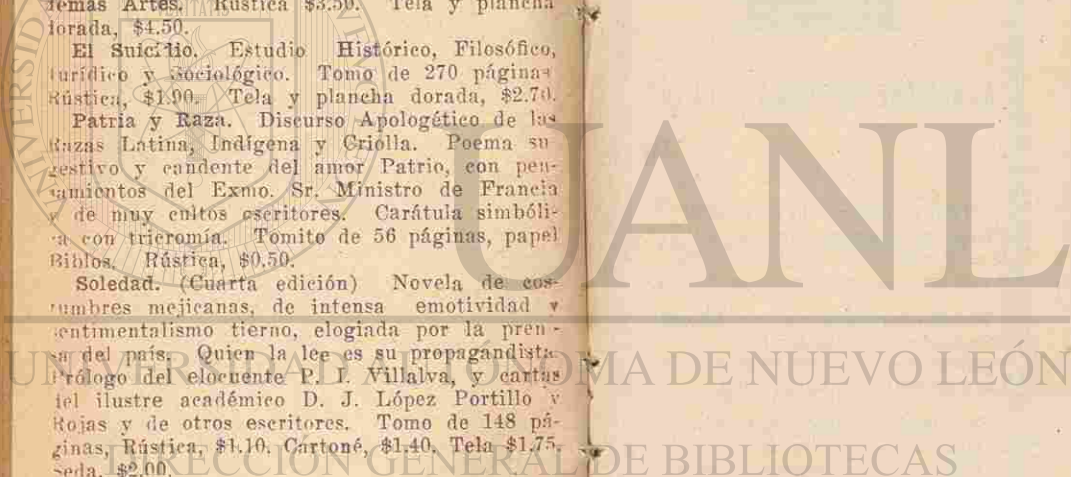 demás Artes. Rústica $3.50. Tela y plancha
dorada, $4.50.
El Suicidio. Estudio Histórico, Filosófico,
Jurídico y Sociológico. Tomo de 270 páginas
Rústica, $1.90. Tela y plancha dorada, $2.70.
Patria y Raza. Discurso Apologético de las
Razas Latina, Indígena y Criolla. Poema su-
gestivo y candente del amor Patrio, con pen-
samientos del Exmo. Sr. Ministro de Francia
y de muy cultos escritores. Carátula simbóli-
ca con tricromía. Tomito de 56 páginas, papel
Biblos. Rústica, $0.50.
Soledad. (Cuarta edición) Novela de cos-
tumbres mejicanas, de intensa emotividad y
sentimentalismo tierno, elogiada por la pren-
sa del país. Quien la lee es su propagandista.
Prólogo del elocuente P. J. Villalva, y cartas
del ilustre académico D. J. López Portillo y
Rojas y de otros escritores. Tomo de 148 pá-
ginas, Rústica, $1.10. Cartoné, $1.40. Tela $1.75.
Seda, $2.00.
VERITATIS
UANL
UNIVERSIDAD AUTÓNOMA DE NUEVO LEÓN
DIRECCIÓN GENERAL DE BIBLIOTECAS